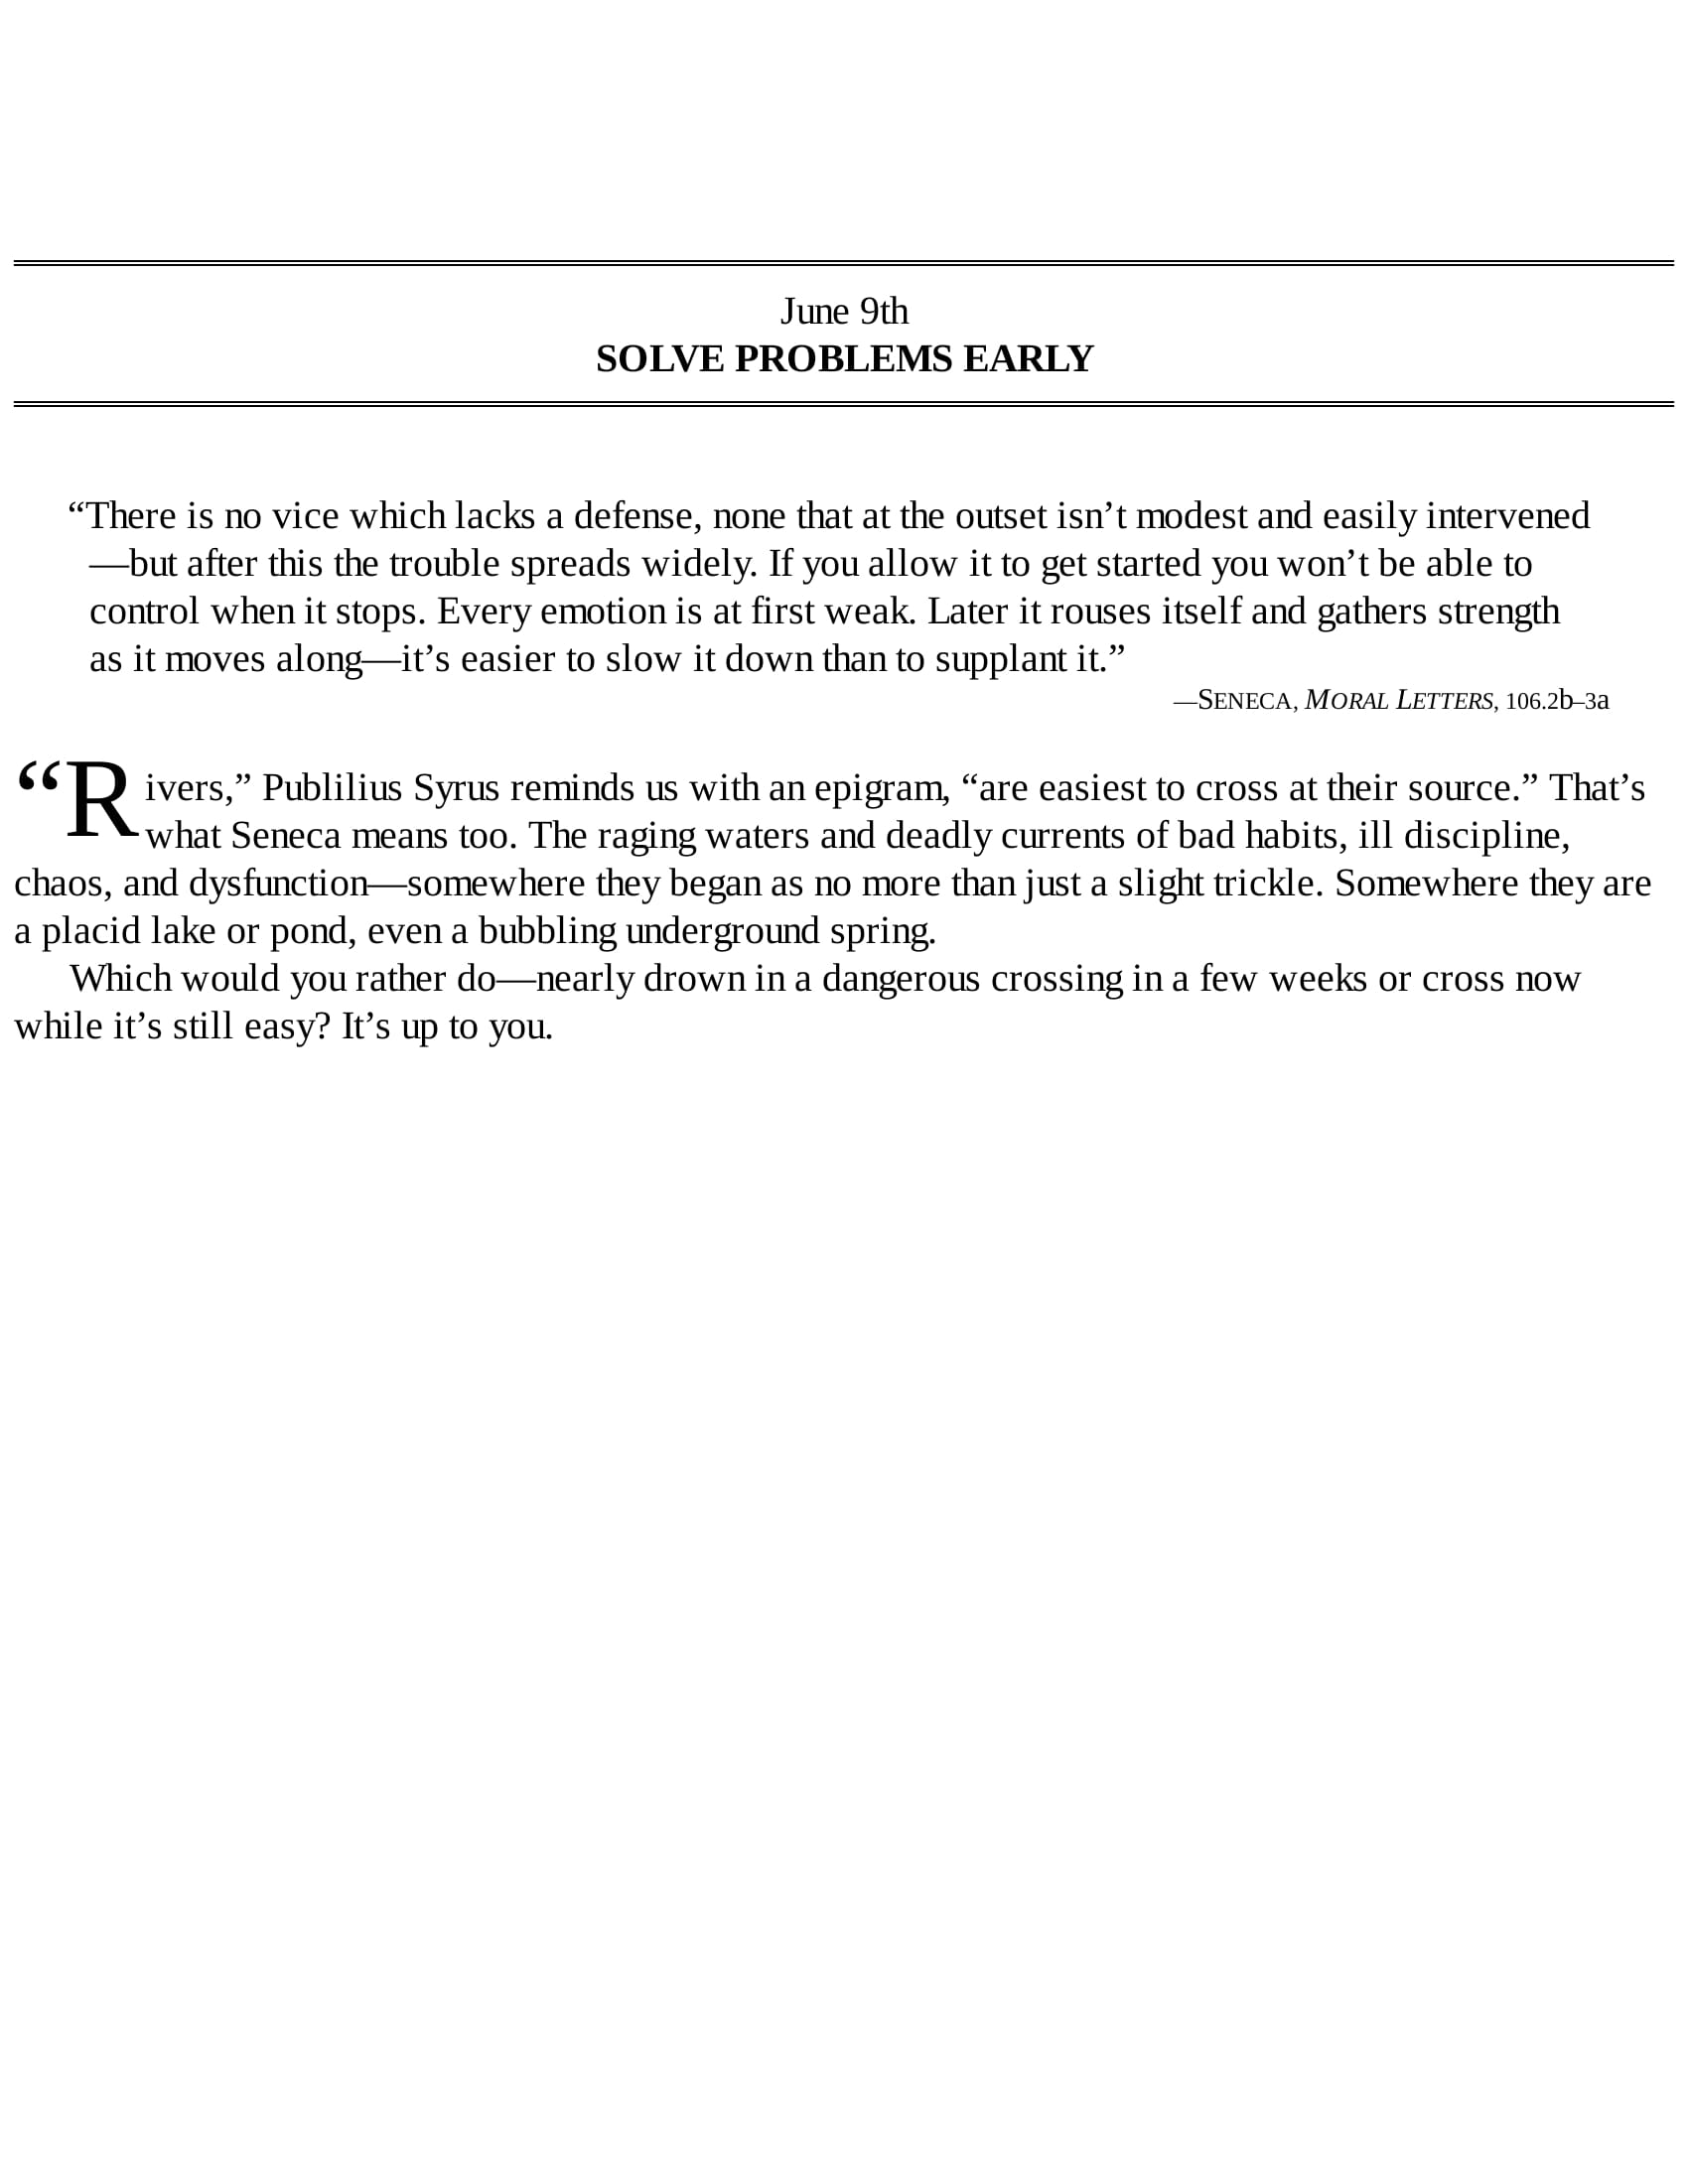 June 9th
SOLVE PROBLEMS EARLY
“There is no vice which lacks a defense, none that at the outset isn’t modest and easily intervened
—but after this the trouble spreads widely. If you allow it to get started you won’t be able to
control when it stops. Every emotion is at first weak. Later it rouses itself and gathers strength
as it moves along—it’s easier to slow it down than to supplant it.”
—SENECA, MORAL LETTERS, 106.2b–3a
“Rivers,” Publilius Syrus reminds us with an epigram, “are easiest to cross at their source.” That’s
what Seneca means too. The raging waters and deadly currents of bad habits, ill discipline,
chaos, and dysfunction—somewhere they began as no more than just a slight trickle. Somewhere they are
a placid lake or pond, even a bubbling underground spring.
Which would you rather do—nearly drown in a dangerous crossing in a few weeks or cross now
while it’s still easy? It’s up to you.